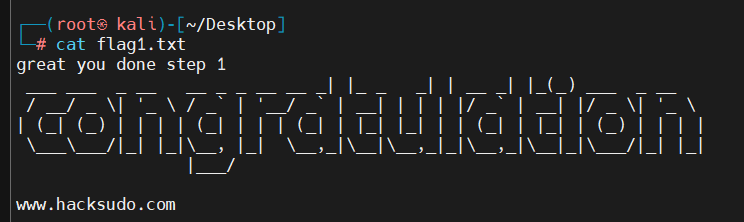 ┌──(root㉿ kali)-[~/Desktop]
└─# cat flag1.txt
great you done step 1
congratulation
www.hacksudo.com